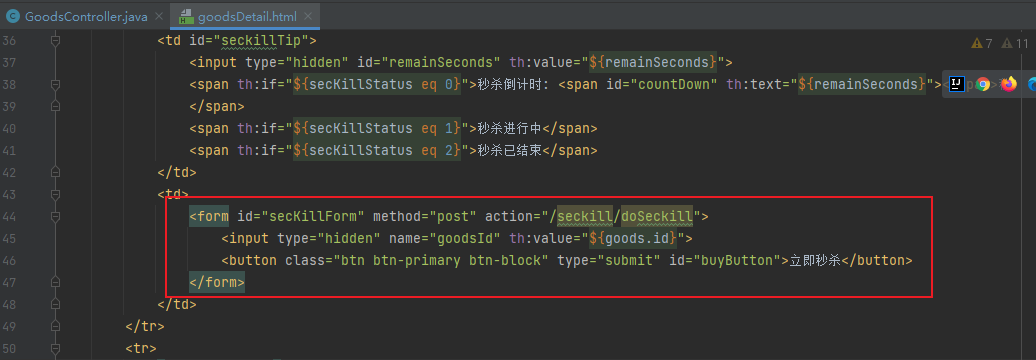 GoodsController.java goodsDetail.html
7 11
36 <td id="seckillTip">
37 <input type="hidden" id="remainSeconds" th:value="${remainSeconds}">
38 <span th:if="${secKillStatus eq 0}">秒杀倒计时: <span id="countDown" th:text="${remainSeconds}">
39 </span>
40 <span th:if="${secKillStatus eq 1}">秒杀进行中</span>
41 <span th:if="${secKillStatus eq 2}">秒杀已结束</span>
42 </td>
43 <td>
44 <form id="secKillForm" method="post" action="/seckill/doSeckill">
45 <input type="hidden" name="goodsId" th:value="${goods.id}">
46 <button class="btn btn-primary btn-block" type="submit" id="buyButton">立即秒杀</button>
47 </form>
48 </td>
49 </tr>
50 <tr>